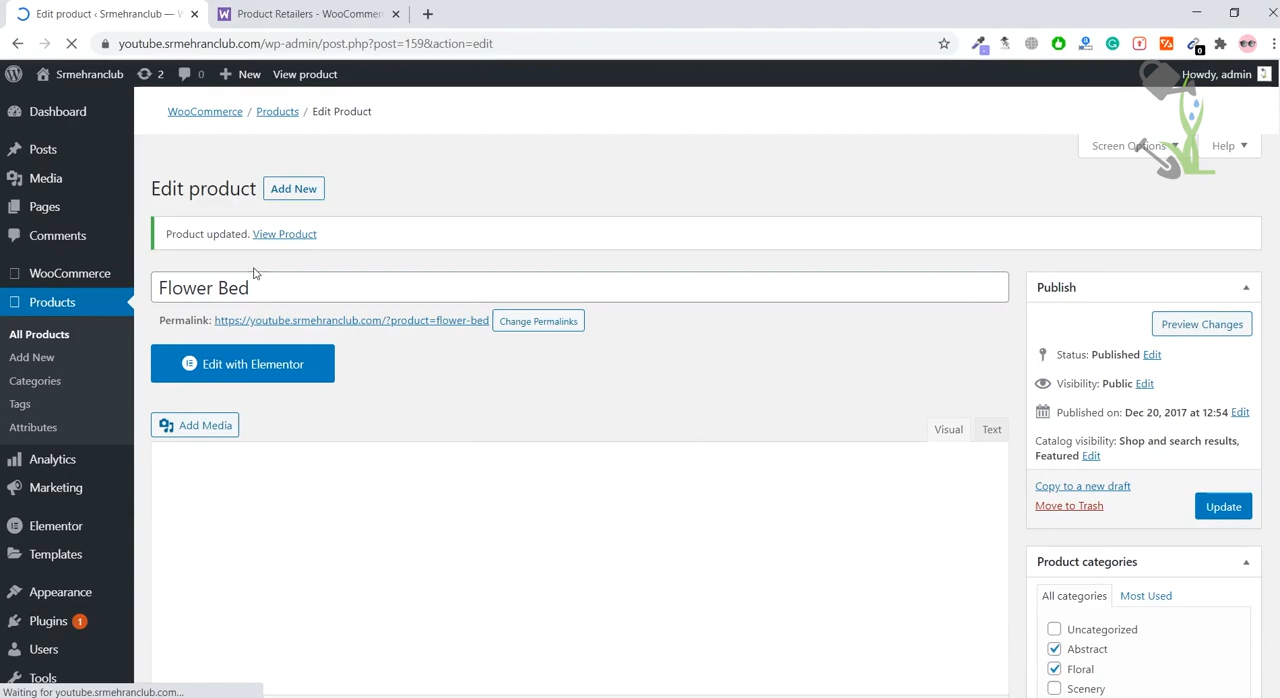 Edit product ‹ Srmehranclub — W
Product Retailers - WooCommerc
youtube.srmehranclub.com/wp-admin/post.php?post=159&action=edit
Srmehranclub
2
0
New
View product
Howdy, admin
Dashboard
Posts
Media
Pages
Comments
WooCommerce
Products
All Products
Add New
Categories
Tags
Attributes
Analytics
Marketing
Elementor
Templates
Appearance
Plugins 1
Users
Tools
WooCommerce / Products / Edit Product
Screen Options
Help
Edit product
Add New
Product updated. View Product
Flower Bed
Permalink: https://youtube.srmehranclub.com/?product=flower-bed
Change Permalinks
Edit with Elementor
Add Media
Visual
Text
Publish
Preview Changes
Status: Published Edit
Visibility: Public Edit
Published on: Dec 20, 2017 at 12:54 Edit
Catalog visibility: Shop and search results,
Featured Edit
Copy to a new draft
Move to Trash
Update
Product categories
All categories
Most Used
Uncategorized
Abstract
Floral
Scenery
Waiting for youtube.srmehranclub.com...